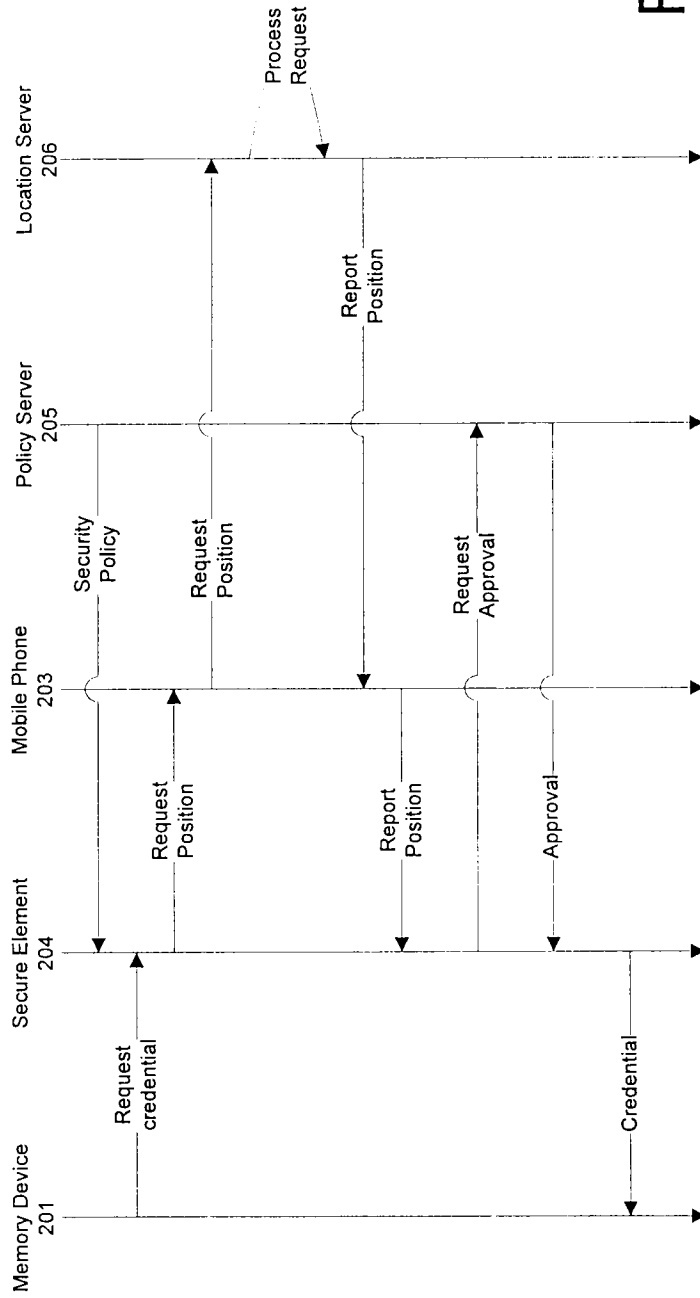 Memory Device
201
Secure Element
204
Mobile Phone
203
Policy Server
205
Location Server
206
Security
Policy
Request
credential
Request
Position
Request
Position
Process
Request
Report
Position
Report
Position
Request
Approval
Approval
Credential